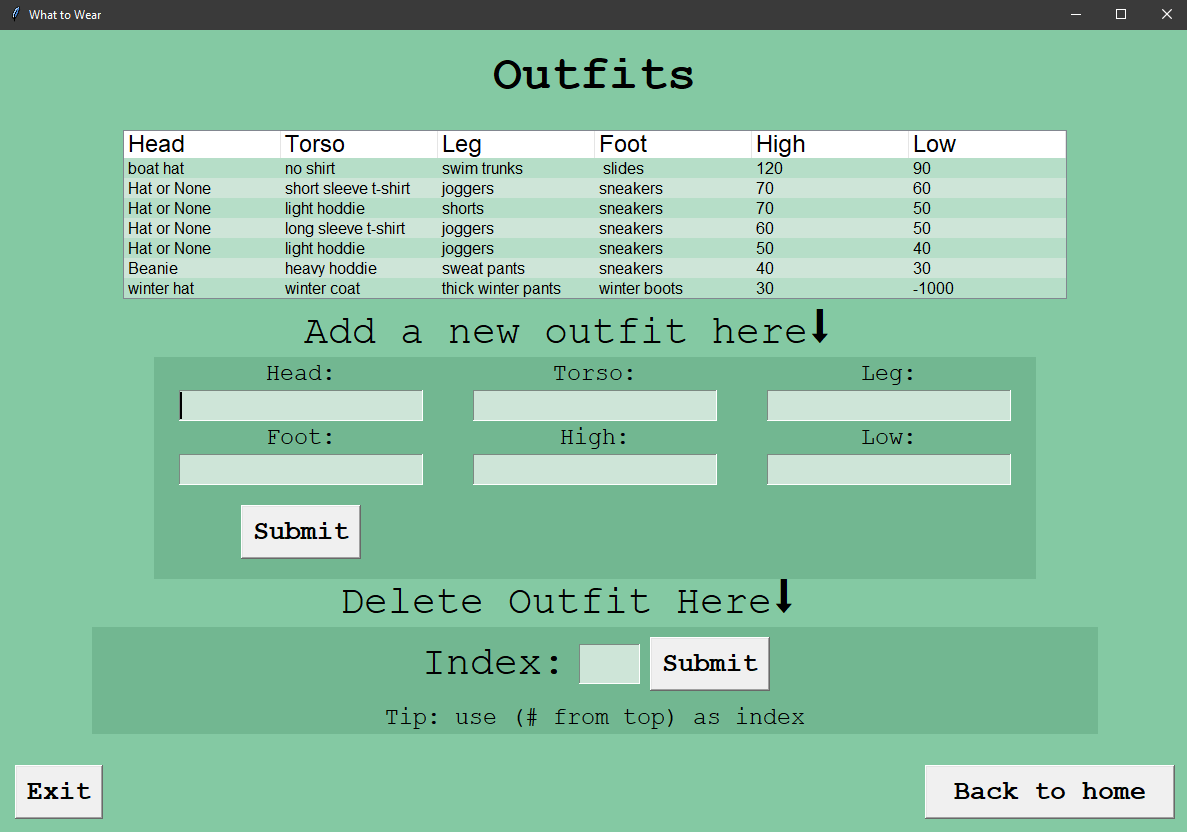 What to Wear
Outfits
Head Torso Leg Foot High Low
boat hat no shirt swim trunks slides 120 90
Hat or None short sleeve t-shirt joggers sneakers 70 60
Hat or None light hoddie shorts sneakers 70 50
Hat or None long sleeve t-shirt joggers sneakers 60 50
Hat or None light hoddie joggers sneakers 50 40
Beanie heavy hoddie sweat pants sneakers 40 30
winter hat winter coat thick winter pants winter boots 30 -1000
Add a new outfit here⬇
Head: Torso: Leg:
Foot: High: Low:
Submit
Delete Outfit Here⬇
Index: Submit
Tip: use (# from top) as index
Exit Back to home